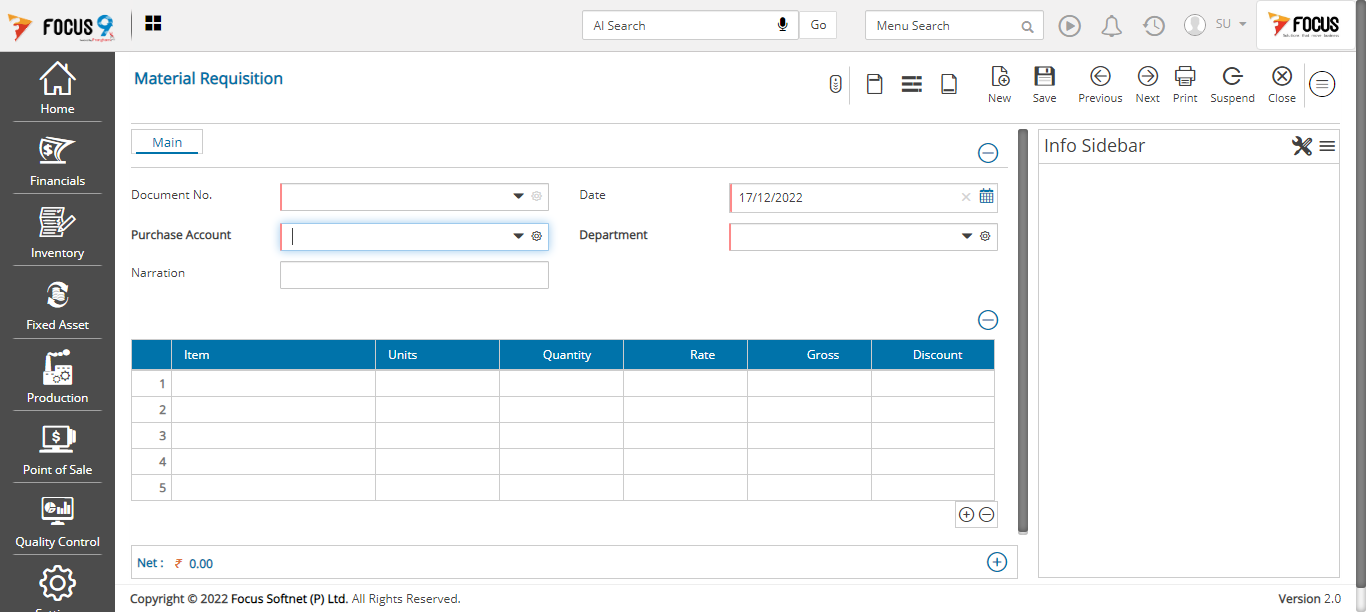 FOCUS 9
AI Search
Go
Menu Search
SU
FOCUS
Home
Financials
Inventory
Fixed Asset
Production
Point of Sale
Quality Control
Material Requisition
New
Save
Previous
Next
Print
Suspend
Close
Main
Document No.
Date
17/12/2022
Purchase Account
Department
Narration
Item Units Quantity Rate Gross Discount
1
2
3
4
5
Net : ₹ 0.00
Info Sidebar
Copyright © 2022 Focus Softnet (P) Ltd. All Rights Reserved.
Version 2.0